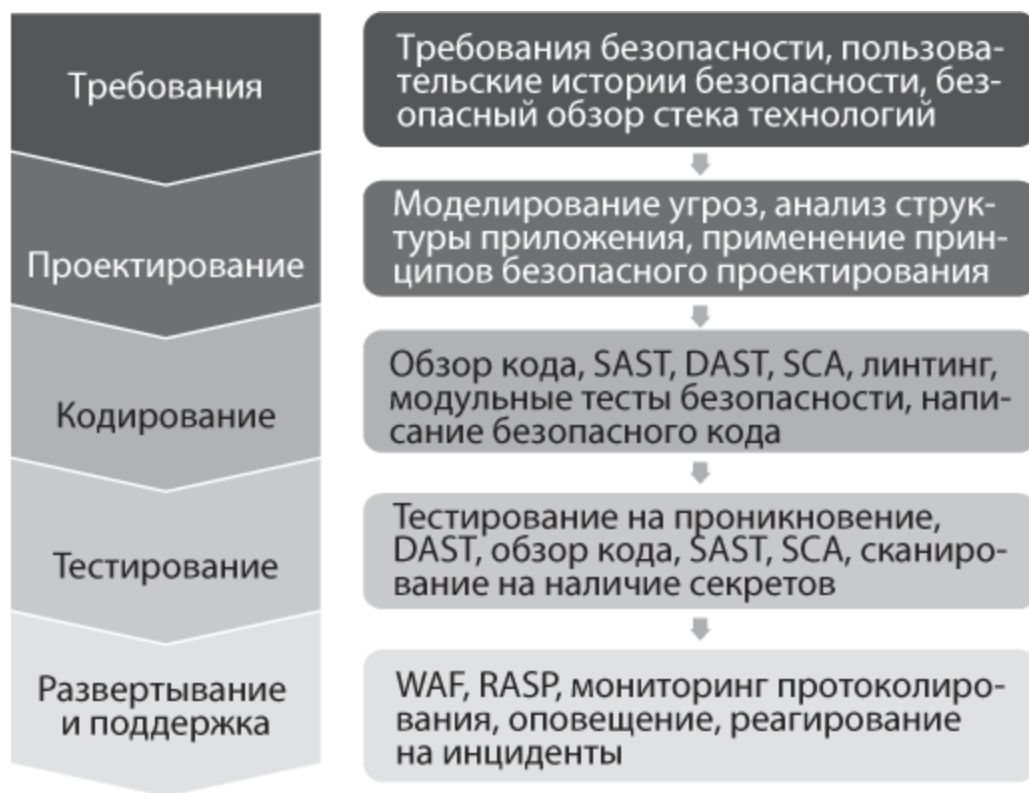 Требования
Требования безопасности, пользова-
тельские истории безопасности, без-
опасный обзор стека технологий
Проектирование
Моделирование угроз, анализ струк-
туры приложения, применение прин-
ципов безопасного проектирования
Кодирование
Обзор кода, SAST, DAST, SCA, линтинг,
модульные тесты безопасности, напи-
сание безопасного кода
Тестирование
Тестирование на проникновение,
DAST, обзор кода, SAST, SCA, сканиро-
вание на наличие секретов
Развертывание
и поддержка
WAF, RASP, мониторинг протоколиро-
вания, оповещение, реагирование
на инциденты